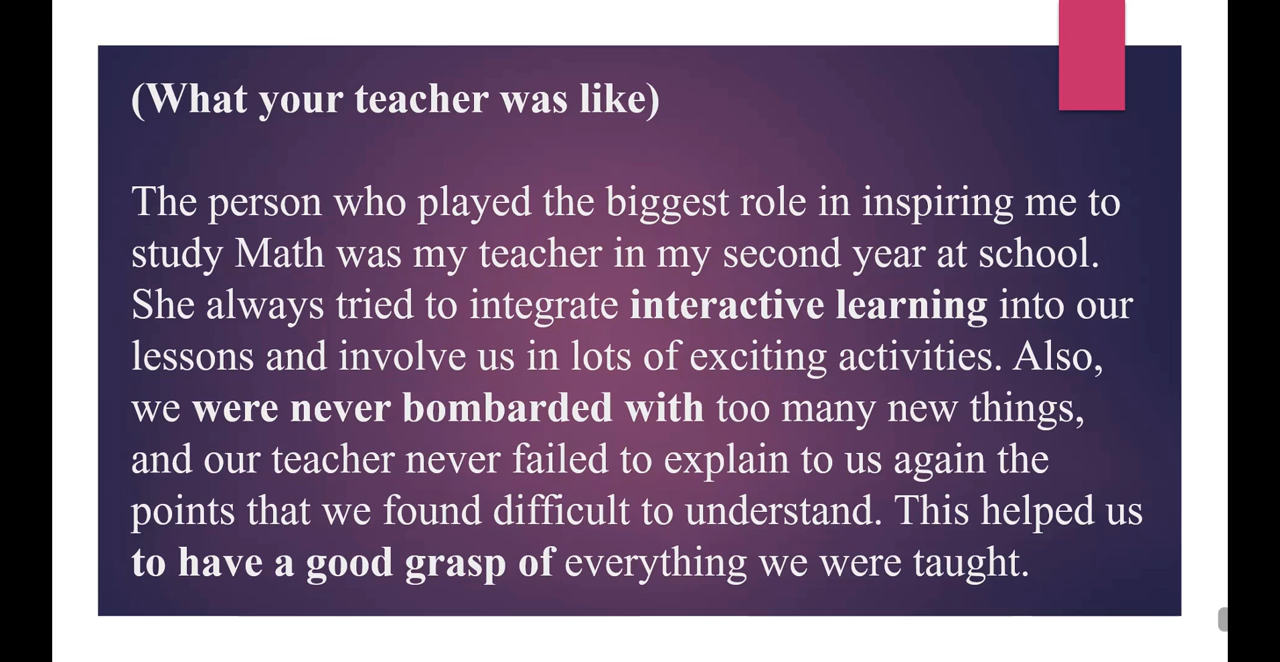 (What your teacher was like)
The person who played the biggest role in inspiring me to
study Math was my teacher in my second year at school.
She always tried to integrate interactive learning into our
lessons and involve us in lots of exciting activities. Also,
we were never bombarded with too many new things,
and our teacher never failed to explain to us again the
points that we found difficult to understand. This helped us
to have a good grasp of everything we were taught.